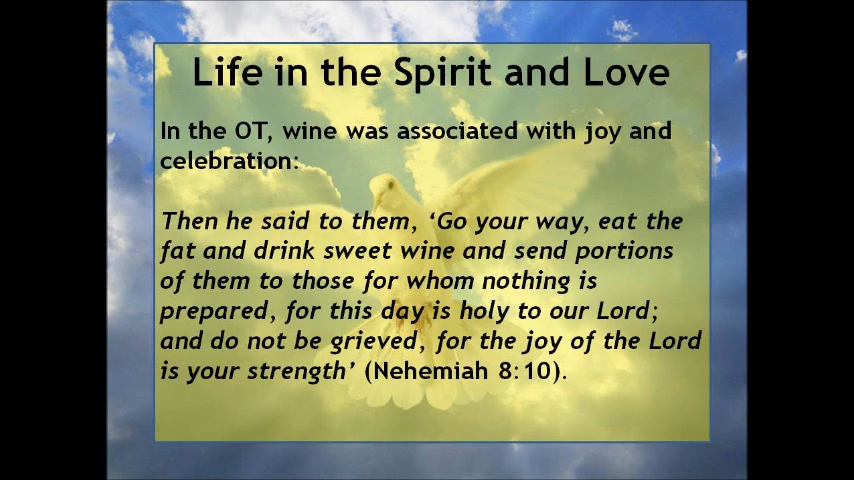 Life in the Spirit and Love
In the OT, wine was associated with joy and
celebration:
Then he said to them, ‘Go your way, eat the
fat and drink sweet wine and send portions
of them to those for whom nothing is
prepared, for this day is holy to our Lord;
and do not be grieved, for the joy of the Lord
is your strength’ (Nehemiah 8:10).